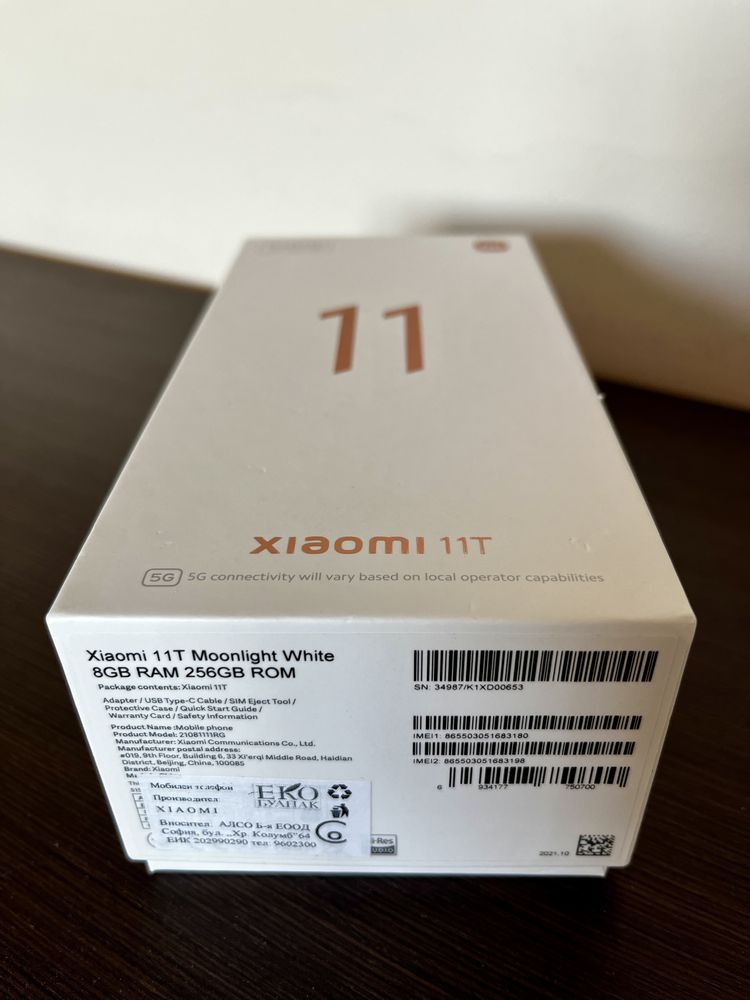 11
xiaomi 11T
5G 5G connectivity will vary based on local operator capabilities
Xiaomi 11T Moonlight White
8GB RAM 256GB ROM
Package contents: Xiaomi 11T
Adapter / USB Type-C Cable / SIM Eject Tool /
Protective Case / Quick Start Guide /
Warranty Card / Safety Information
Product Name: Mobile phone
Product Model: 21081111RG
Manufacturer: Xiaomi Communications Co., Ltd.
Manufacturer postal address:
#019, 9th Floor, Building 6, 33 Xi'erqi Middle Road, Haidian
District, Beijing, China, 100085
Brand: Xiaomi
Мобилен телефон
Производител:
XIAOMI
ЕКО
БУЛПАК
Вносител: АЛСО Б-я ЕООД
София, бул. „Хр. Колумб“64
ЕИК 202990290 тел: 9602300
SN: 34987/K1XD00653
IMEI1: 865503051683180
IMEI2: 865503051683198
6 934177 750700
2021.10